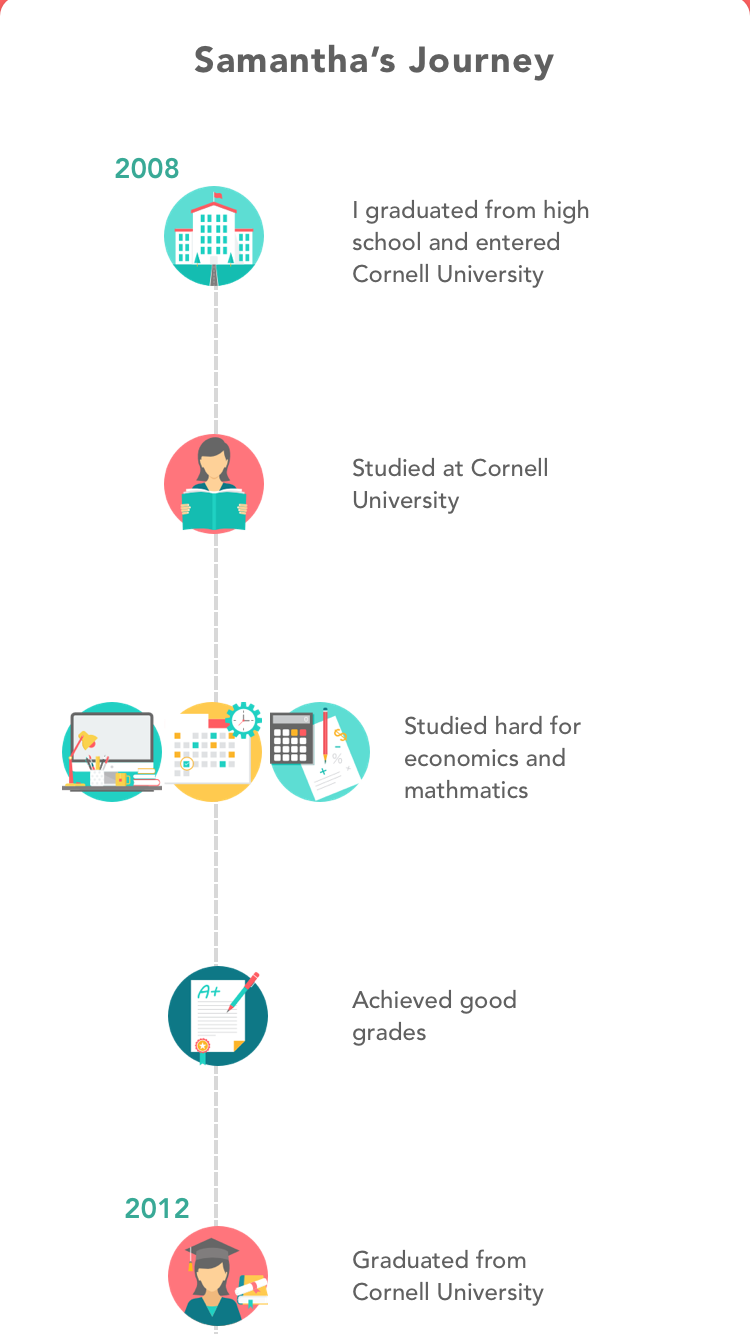 Samantha’s Journey
2008
I graduated from high
school and entered
Cornell University
Studied at Cornell
University
Studied hard for
economics and
mathmatics
A+
Achieved good
grades
2012
Graduated from
Cornell University